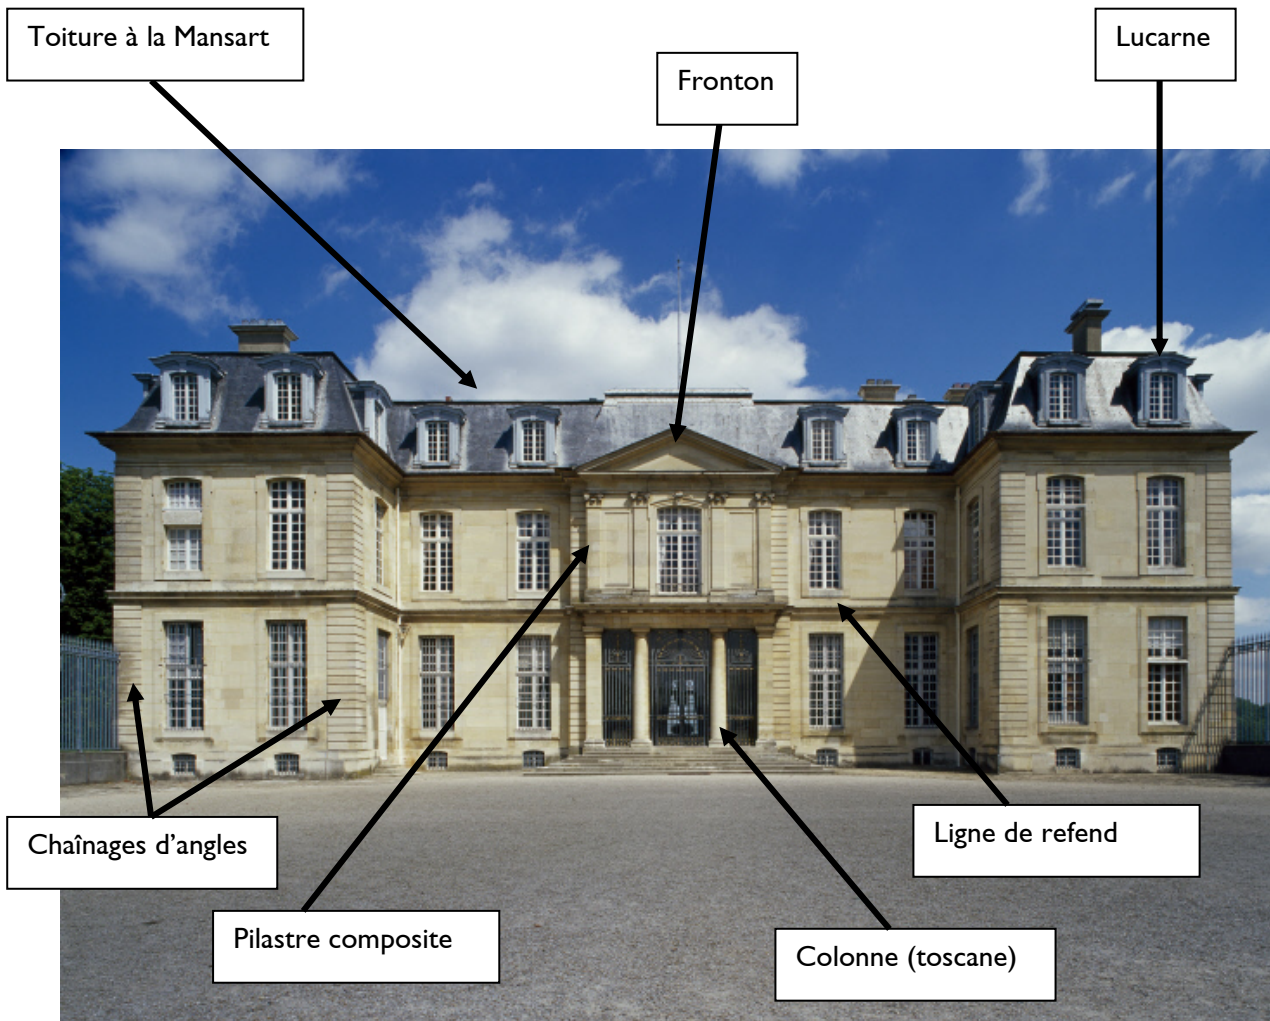 Toiture à la Mansart
Lucarne
Fronton
Chaînages d'angles
Ligne de refend
Pilastre composite
Colonne (toscane)